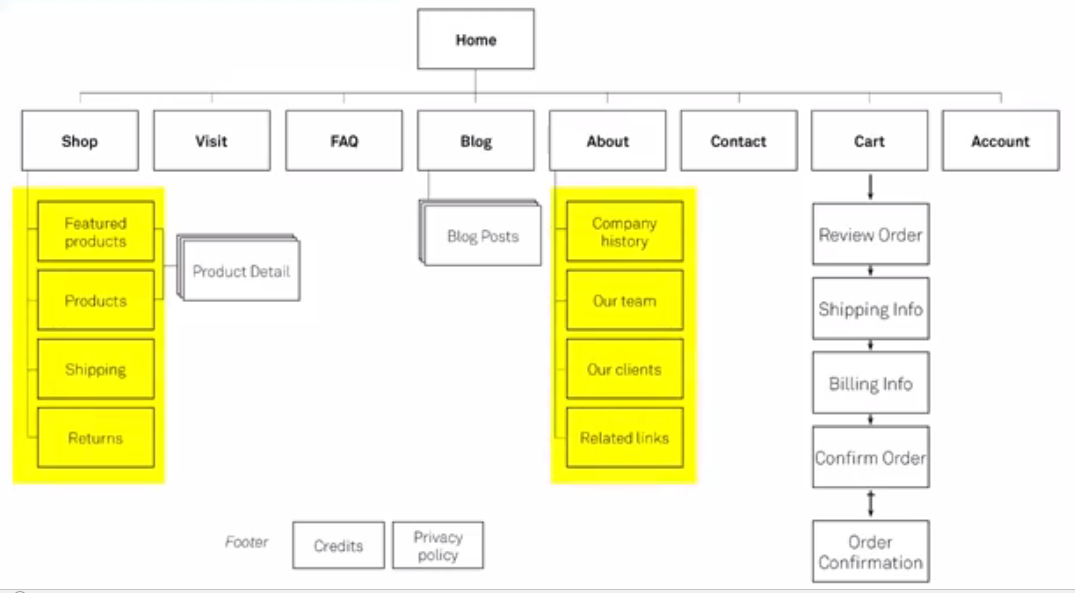 Home
Shop
Visit
FAQ
Blog
About
Contact
Cart
Account
Featured
products
Products
Shipping
Returns
Product Detail
Blog Posts
Company
history
Our team
Our clients
Related links
Review Order
Shipping Info
Billing Info
Confirm Order
Order
Confirmation
Footer
Credits
Privacy
policy